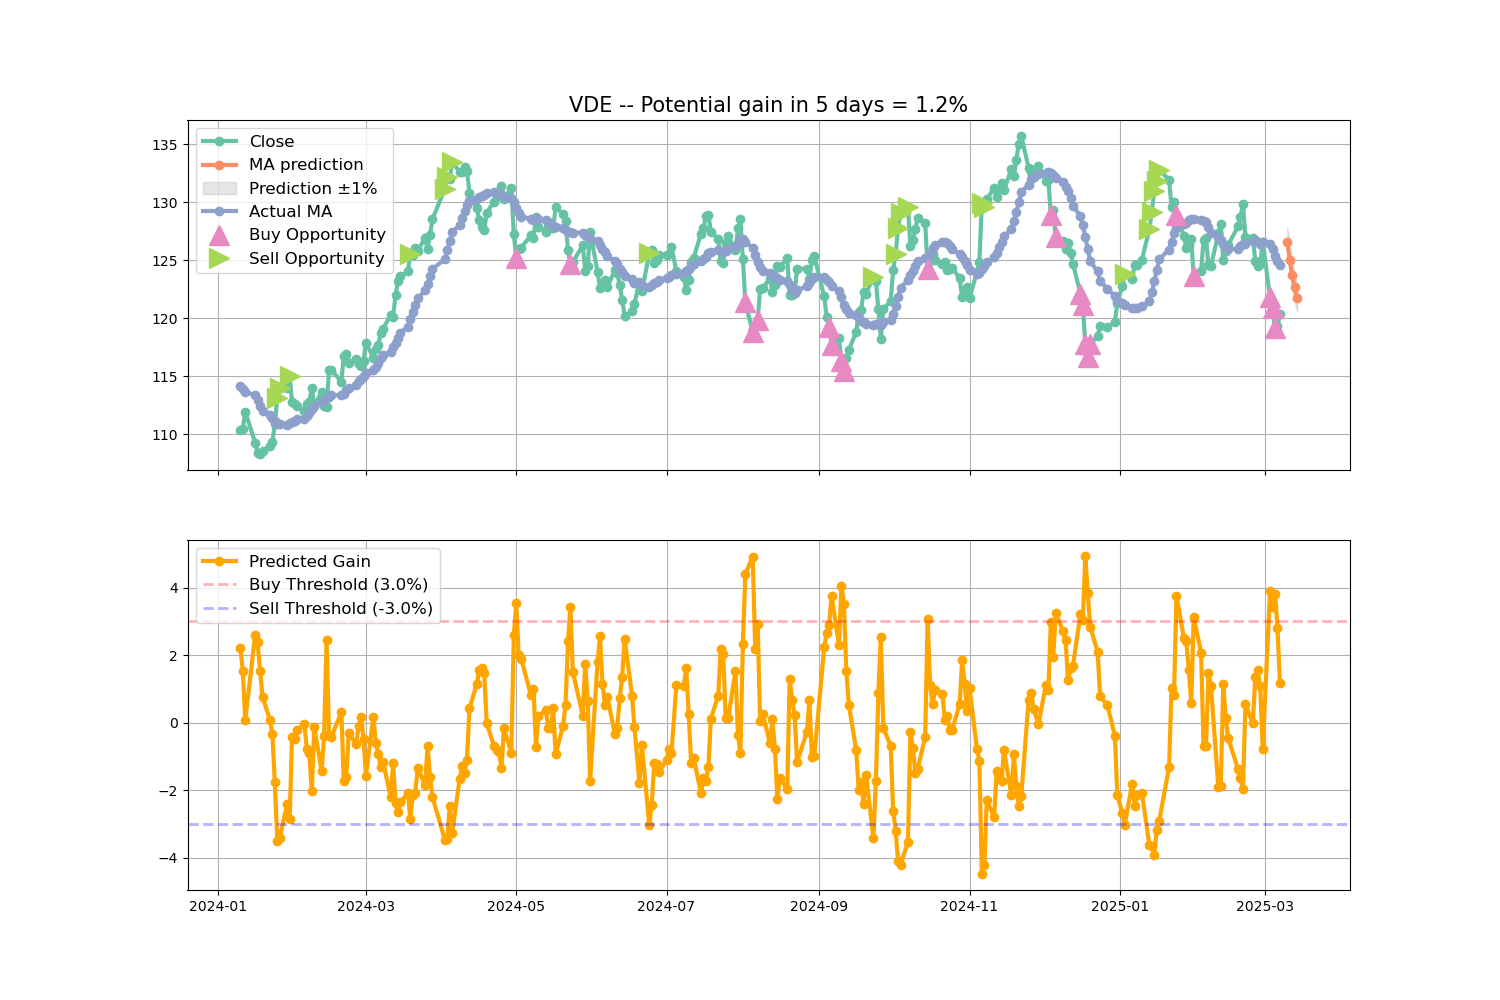 VDE -- Potential gain in 5 days = 1.2%
135
130
125
120
115
110
Close
MA prediction
Prediction ±1%
Actual MA
Buy Opportunity
Sell Opportunity
4
2
0
−2
−4
Predicted Gain
Buy Threshold (3.0%)
Sell Threshold (-3.0%)
2024-01
2024-03
2024-05
2024-07
2024-09
2024-11
2025-01
2025-03